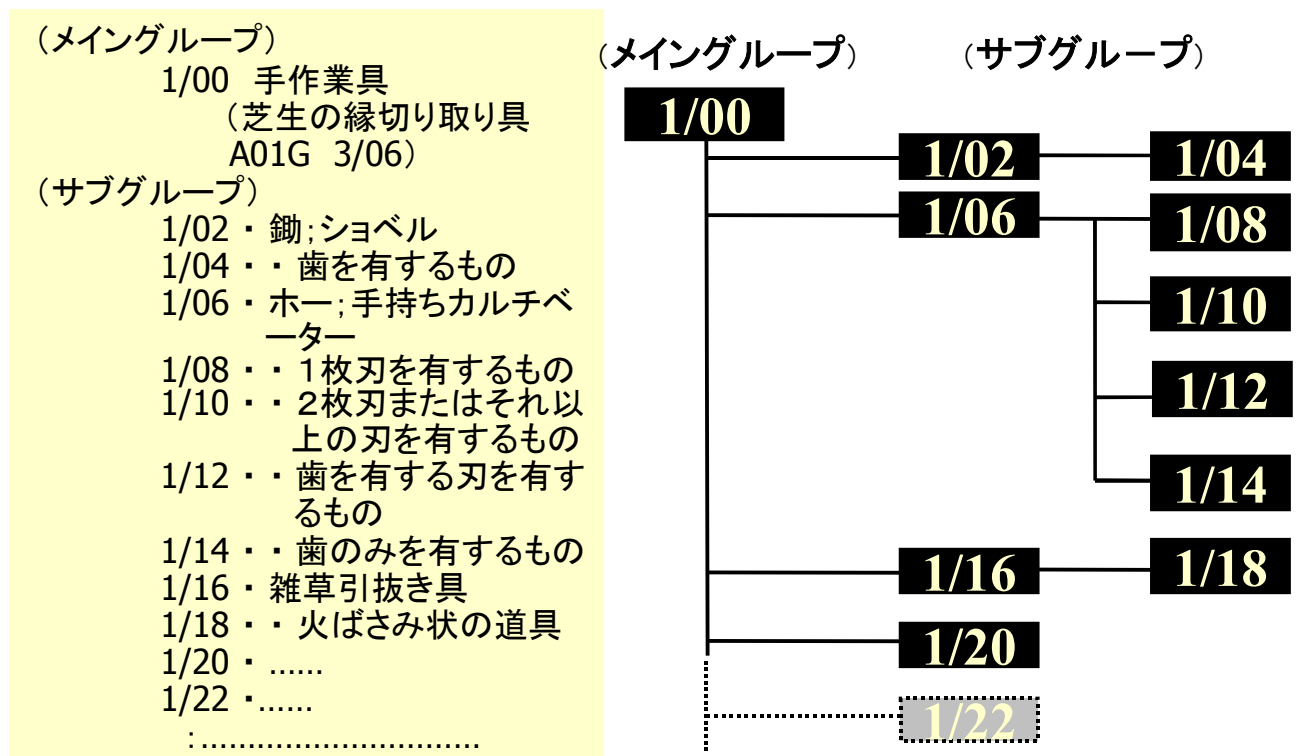 （メイングループ）
1/00 手作業具
（芝生の縁切り取り具
A01G 3/06）
（サブグループ）
1/02 ・ 鋤；ショベル
1/04 ・・ 歯を有するもの
1/06 ・ ホー；手持ちカルチベ
ーター
1/08 ・・ １枚刃を有するもの
1/10 ・・ ２枚刃またはそれ以
上の刃を有するもの
1/12 ・・ 歯を有する刃を有す
るもの
1/14 ・・ 歯のみを有するもの
1/16 ・ 雑草引抜き具
1/18 ・・ 火ばさみ状の道具
1/20 ・ ......
1/22 ・......
：..............................
（メイングループ） （サブグループ）
1/00
1/02 1/04
1/06 1/08
1/10
1/12
1/14
1/16 1/18
1/20
1/22